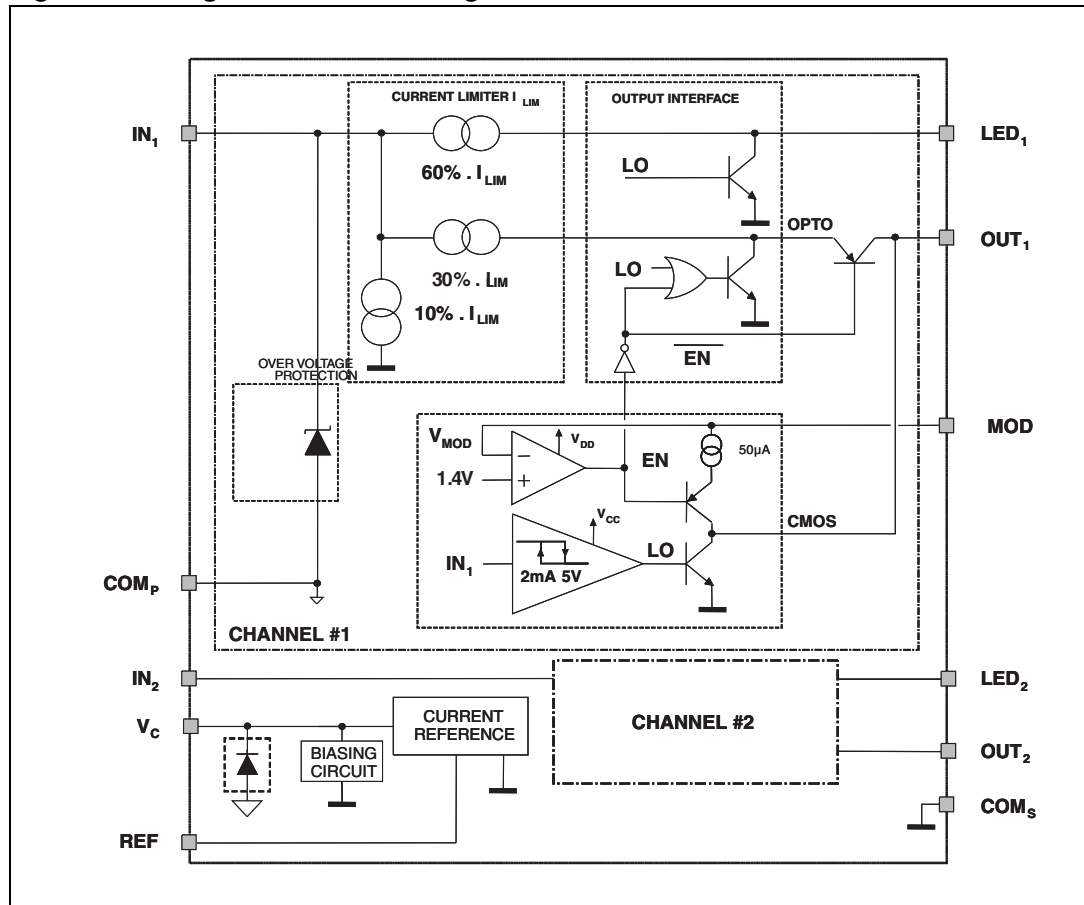 CURRENT LIMITER I LIM
OUTPUT INTERFACE
IN1
LED1
LO
60% . ILIM
OPTO
OUT1
LO
30% . LIM
10% . ILIM
EN
OVER VOLTAGE
PROTECTION
VMOD
VDD
EN
50µA
MOD
1.4V
VCC
CMOS
IN1
LO
2mA 5V
COMP
CHANNEL #1
IN2
LED2
VC
CURRENT
REFERENCE
CHANNEL #2
BIASING
CIRCUIT
OUT2
COMS
REF